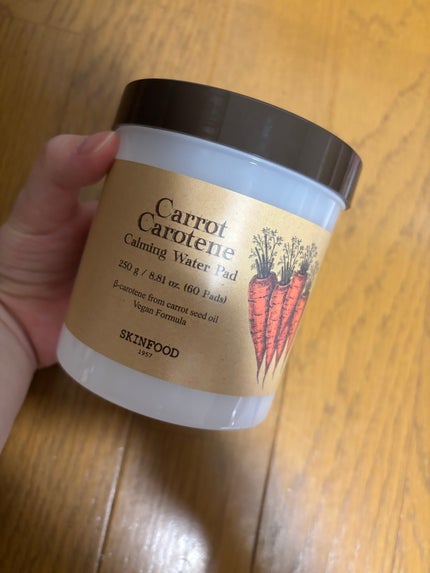 Carrot
Carotene
Calming Water Pad
250 g / 8.81 oz. (60 Pads)
β-carotene from carrot seed oil
Vegan Formula
SKINFOOD
1957